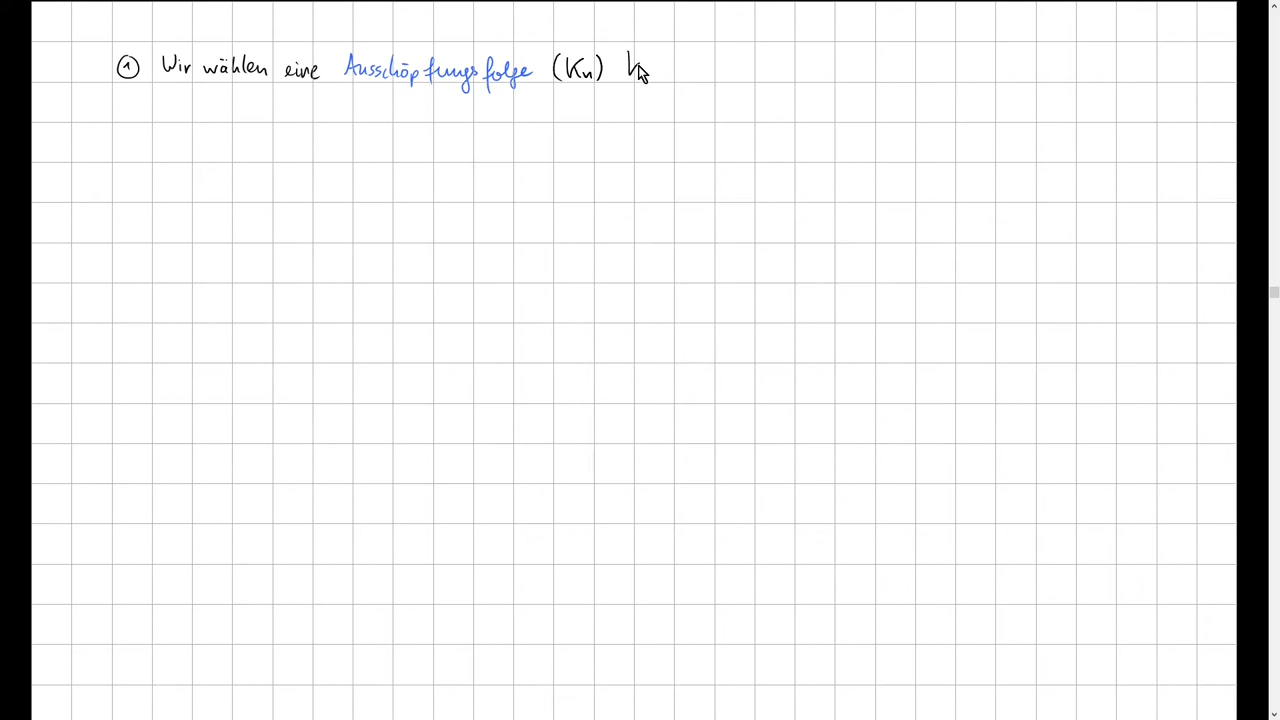 ① Wir wählen eine Ausschöpfungsfolge (Kn)